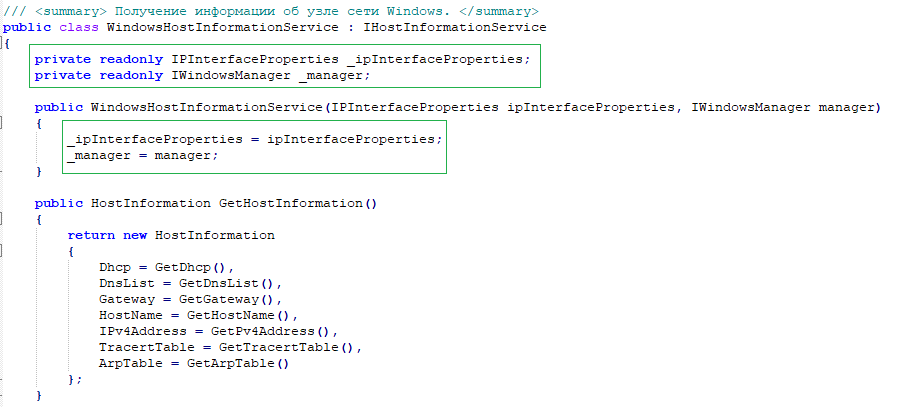 /// <summary> Получение информации об узле сети Windows. </summary>
public class WindowsHostInformationService : IHostInformationService
{
private readonly IPInterfaceProperties _ipInterfaceProperties;
private readonly IWindowsManager _manager;
public WindowsHostInformationService(IPInterfaceProperties ipInterfaceProperties, IWindowsManager manager)
{
_ipInterfaceProperties = ipInterfaceProperties;
_manager = manager;
}
public HostInformation GetHostInformation()
{
return new HostInformation
{
Dhcp = GetDhcp(),
DnsList = GetDnsList(),
Gateway = GetGateway(),
HostName = GetHostName(),
IPv4Address = GetPv4Address(),
TracertTable = GetTracertTable(),
ArpTable = GetArpTable()
};
}